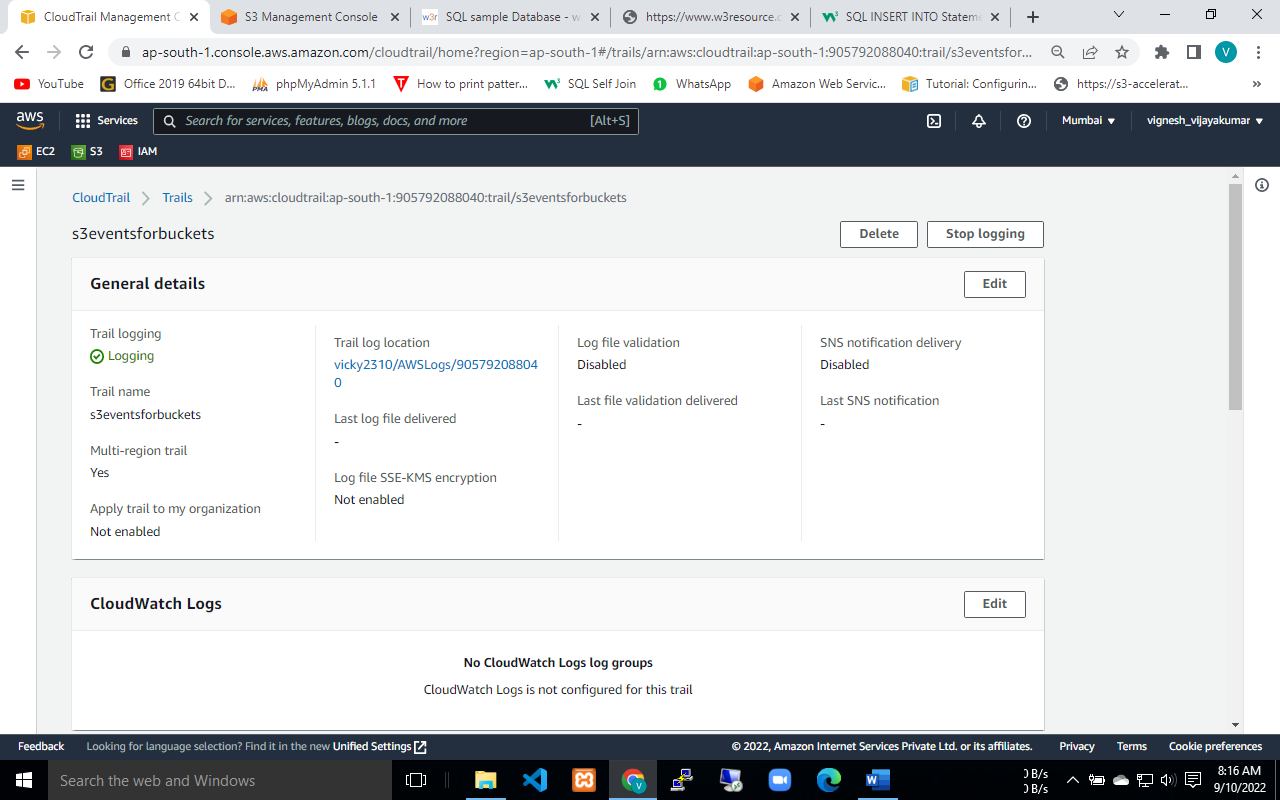 CloudTrail Management C
S3 Management Console
w3r
SQL sample Database - w
https://www.w3resource.c
SQL INSERT INTO Stateme
ap-south-1.console.aws.amazon.com/cloudtrail/home?region=ap-south-1#/trails/arn:aws:cloudtrail:ap-south-1:905792088040:trail/s3eventsfor...
V
YouTube
Office 2019 64bit D...
phpMyAdmin 5.1.1
How to print patter...
SQL Self Join
WhatsApp
Amazon Web Servic...
Tutorial: Configurin...
https://s3-accelerat...
»
aws
Services
Search for services, features, blogs, docs, and more
[Alt+S]
Mumbai
vignesh_vijayakumar
EC2
S3
IAM
CloudTrail
Trails
arn:aws:cloudtrail:ap-south-1:905792088040:trail/s3eventsforbuckets
s3eventsforbuckets
Delete
Stop logging
General details
Edit
Trail logging
Logging
Trail name
s3eventsforbuckets
Multi-region trail
Yes
Apply trail to my organization
Not enabled
Trail log location
vicky2310/AWSLogs/90579208804
0
Last log file delivered
-
Log file SSE-KMS encryption
Not enabled
Log file validation
Disabled
Last file validation delivered
-
SNS notification delivery
Disabled
Last SNS notification
-
CloudWatch Logs
Edit
No CloudWatch Logs log groups
CloudWatch Logs is not configured for this trail
Feedback
Looking for language selection? Find it in the new Unified Settings
© 2022, Amazon Internet Services Private Ltd. or its affiliates.
Privacy
Terms
Cookie preferences
Search the web and Windows
0 B/s
0 B/s
8:16 AM
9/10/2022